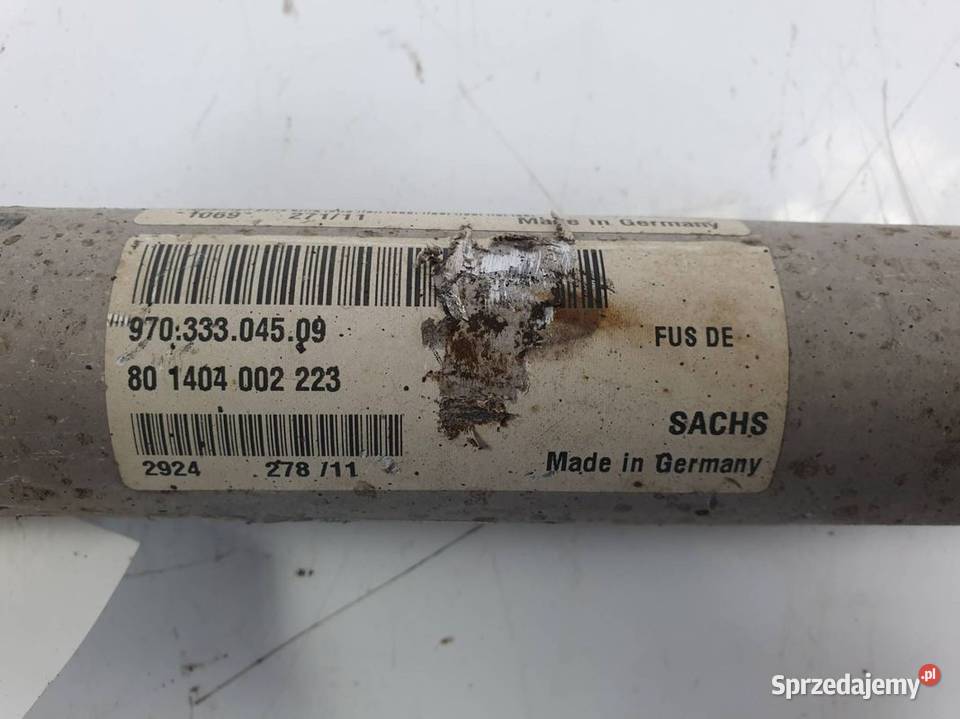 1069 271/11 Made in Germany
970.333.045.09 FUS DE
80 1404 002 223
SACHS
2924 278/11 Made in Germany
Sprzedajemy.pl